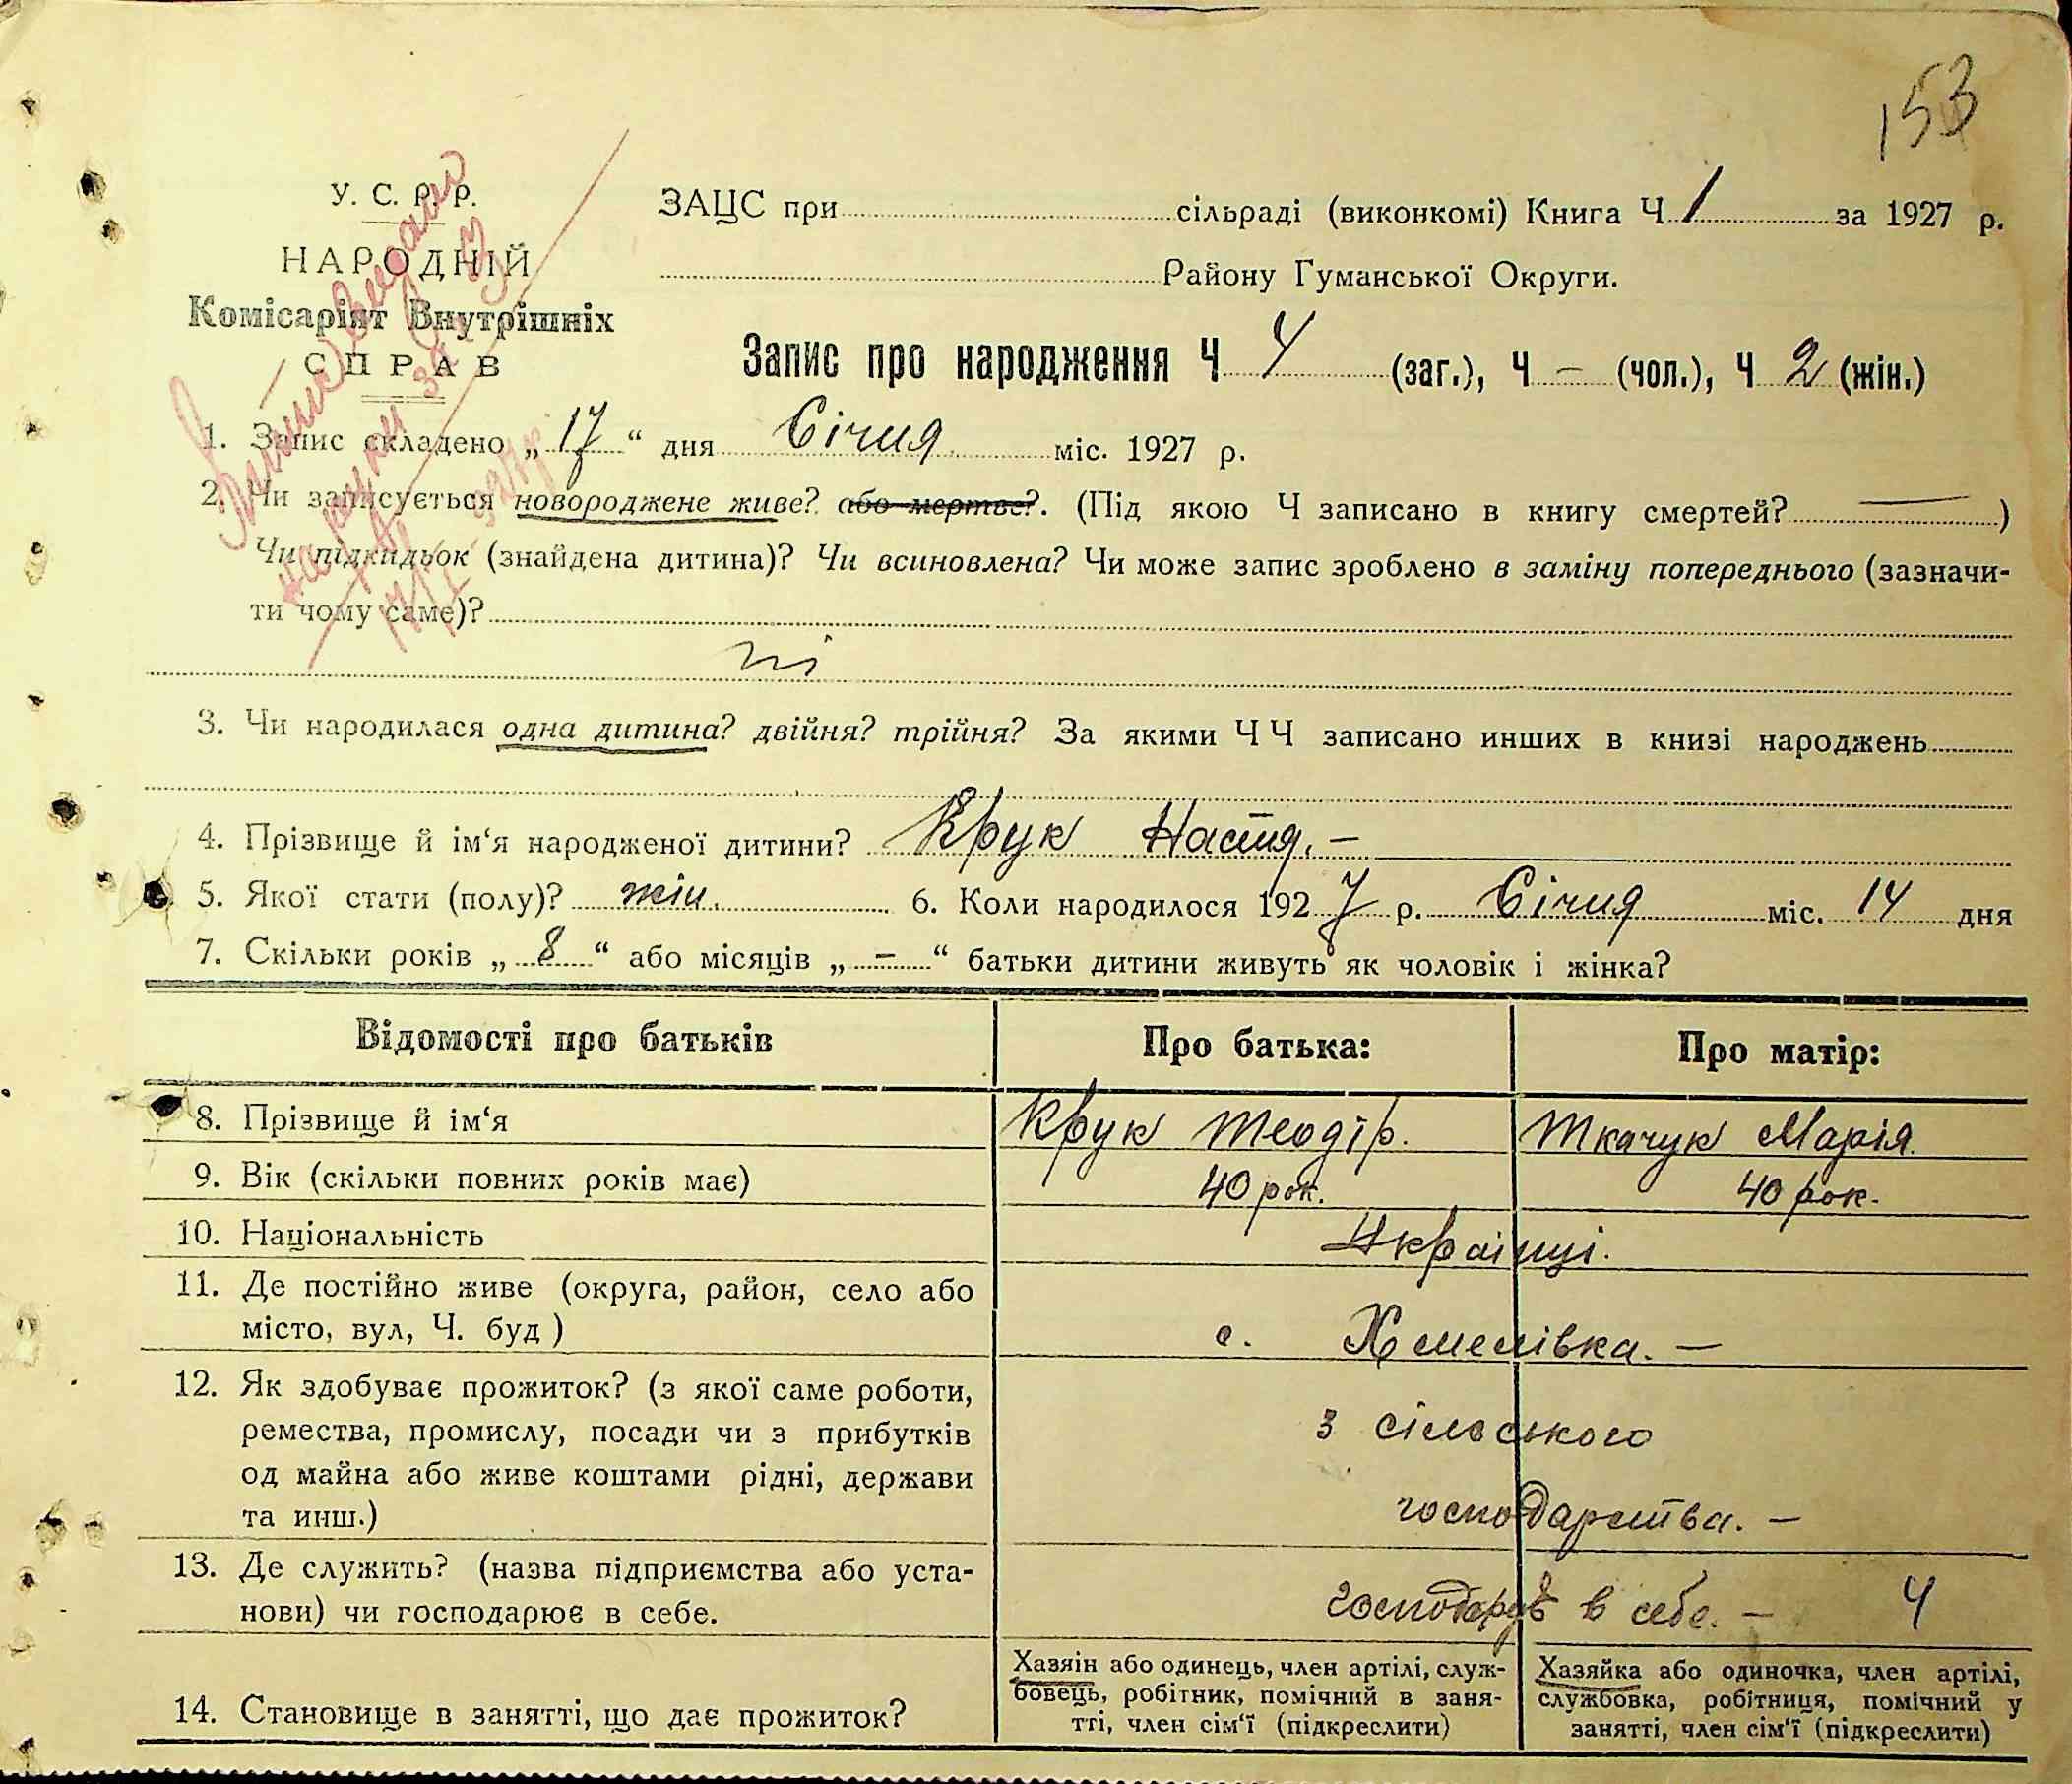 153
У. С. Р. Р.
НАРОДНІЙ
Комісаріят Внутрішніх
СПРАВ
ЗАЦС при сільраді (виконкомі) Книга Ч 1 за 1927 р.
Району Гуманської Округи.
Запис про народження Ч 4 (заг.), Ч – (чол.), Ч 2 (жін.)
1. Запис складено „ 17 “ дня Січня міс. 1927 р.
2. Чи записується новороджене живе? або мертве?. (Під якою Ч записано в книгу смертей? — )
Чи підкидьок (знайдена дитина)? Чи всиновлена? Чи може запис зроблено в заміну попереднього (зазначи-
ти чому саме)?
ні
3. Чи народилася одна дитина? двійня? трійня? За якими ЧЧ записано инших в книзі народжень
4. Прізвище й ім‘я народженої дитини? Крук Настя. –
5. Якої стати (полу)? жін. 6. Коли народилося 1927 р. Січня міс. 14 дня
7. Скільки років „ 8 “ або місяців „ – “ батьки дитини живуть як чоловік і жінка?
Відомості про батьків Про батька: Про матір:
8. Прізвище й ім‘я Крук Теодір. Ткачук Марія.
9. Вік (скільки повних років має) 40 рок. 40 рок.
10. Національність Українці.
11. Де постійно живе (округа, район, село або
місто, вул, Ч. буд ) с. Хмелівка. –
12. Як здобуває прожиток? (з якої саме роботи,
ремества, промислу, посади чи з прибутків
од майна або живе коштами рідні, держави
та инш.)
з сільського
господарства. –
13. Де служить? (назва підприємства або уста-
нови) чи господарює в себе.
в себе. – 4
14. Становище в занятті, що дає прожиток?
Хазяін або одинець, член артілі, служ-
бовець, робітник, помічний в заня-
тті, член сім‘ї (підкреслити)
Хазяйка або одиночка, член артілі,
службовка, робітниця, помічний у
занятті, член сім‘ї (підкреслити)